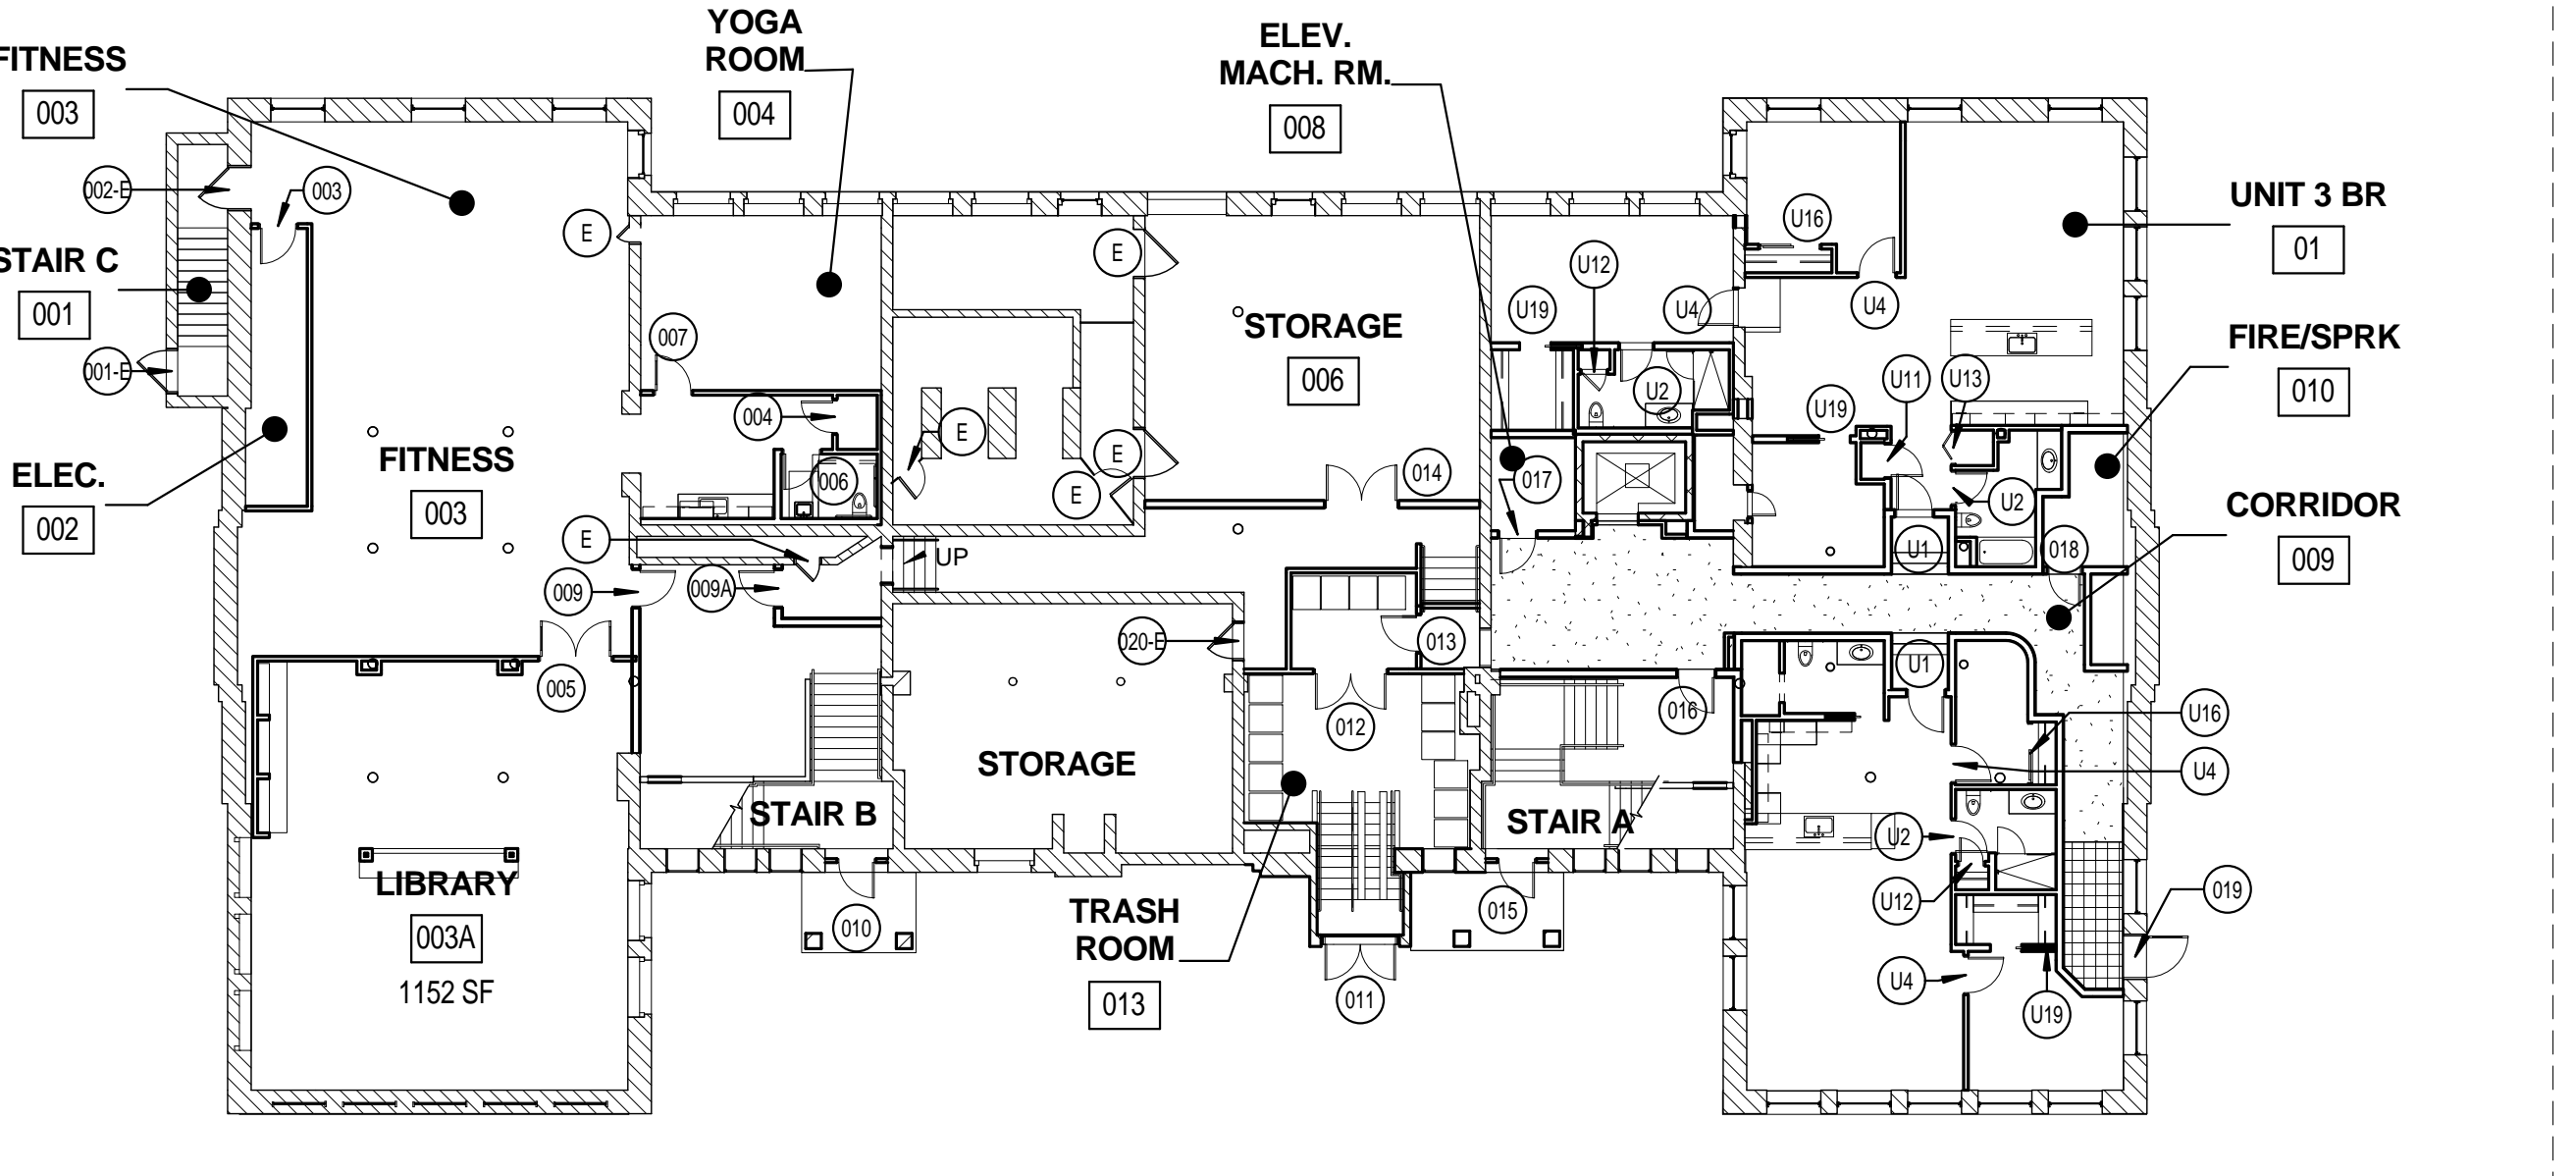 FITNESS
003
YOGA
ROOM
004
ELEV.
MACH. RM.
008
002-E
003
STAIR C
001
001-E
ELEC.
002
E
007
004
006
FITNESS
003
E
009
009A
UP
005
E
E
E
E
STORAGE
006
014
017
U12
U19
U4
U2
U16
U4
U11
U13
U19
U2
U1
018
UNIT 3 BR
01
FIRE/SPRK
010
CORRIDOR
009
020-E
013
012
016
U1
U16
U4
U2
U12
U4
U19
019
STORAGE
STAIR B
STAIR A
LIBRARY
003A
1152 SF
010
TRASH
ROOM
013
011
015